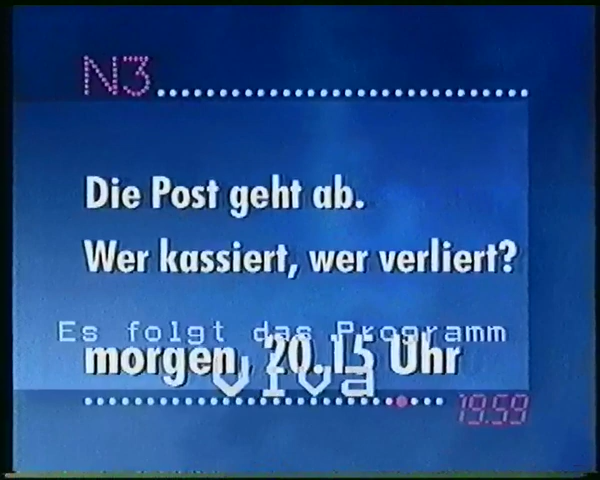 N3
Die Post geht ab.
Wer kassiert, wer verliert?
Es folgt das Programm
morgen, 20.15 Uhr
viva
19.59